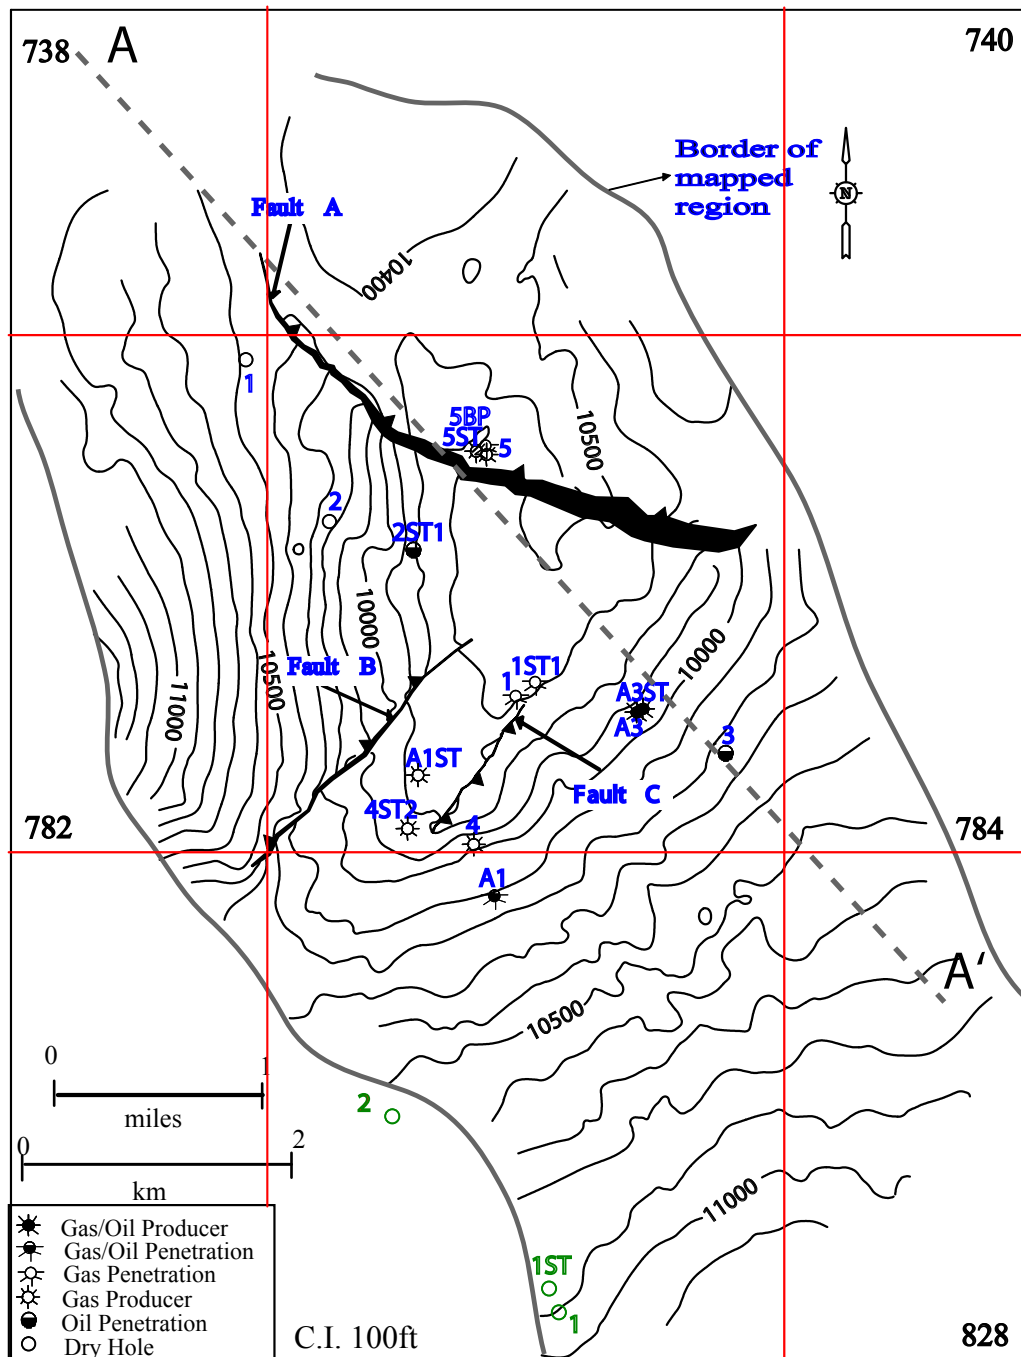 738
A
740
Border of
mapped
region
N
Fault A
10400
1
5BP
5ST
5
10500
2
2ST1
10000
10000
Fault B
10500
11000
1ST1
1
A3ST
A3
3
A1ST
Fault C
4ST2
4
782
784
A1
A'
10500
0
1
miles
2
0
2
km
11000
Gas/Oil Producer
Gas/Oil Penetration
Gas Penetration
Gas Producer
Oil Penetration
Dry Hole
C.I. 100ft
1ST
1
828